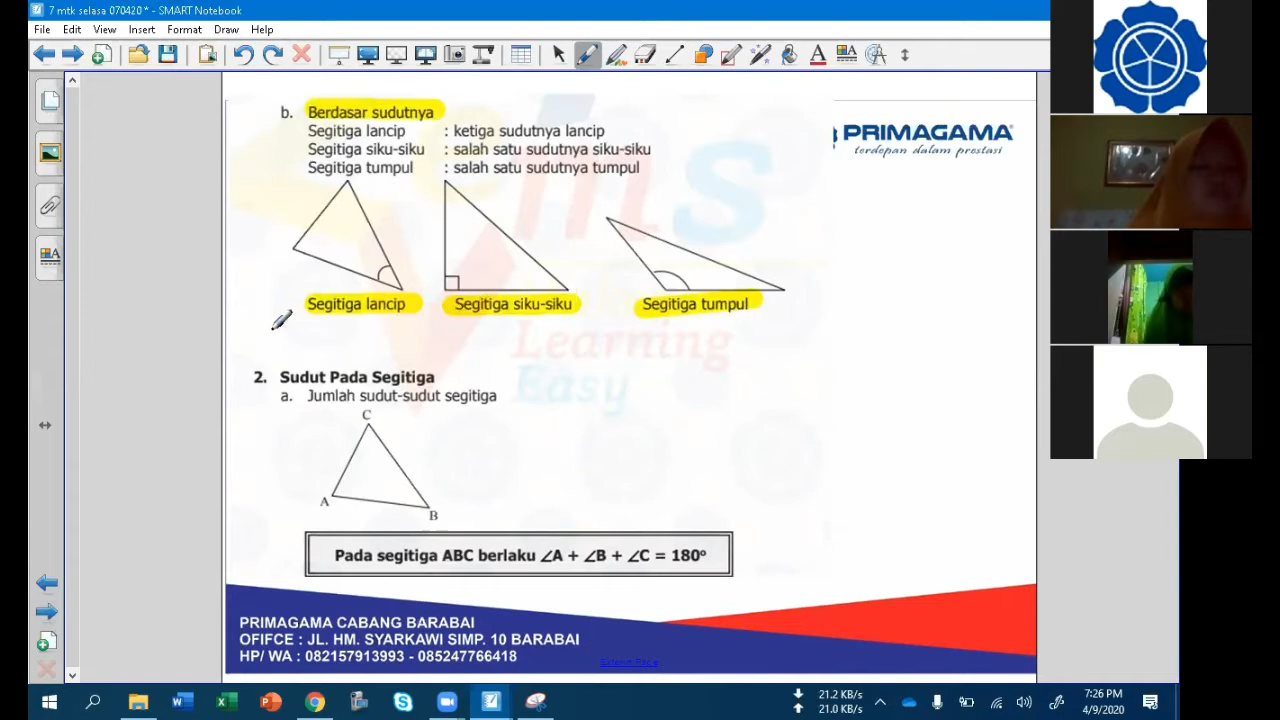 7 mtk selasa 070420 * - SMART Notebook
File Edit View Insert Format Draw Help
b. Berdasar sudutnya
Segitiga lancip : ketiga sudutnya lancip
Segitiga siku-siku : salah satu sudutnya siku-siku
Segitiga tumpul : salah satu sudutnya tumpul
PRIMAGAMA
terdepan dalam prestasi
Segitiga lancip Segitiga siku-siku Segitiga tumpul
Learning
Easy
2. Sudut Pada Segitiga
a. Jumlah sudut-sudut segitiga
C
A
B
Pada segitiga ABC berlaku ∠A + ∠B + ∠C = 180°
PRIMAGAMA CABANG BARABAI
OFIFCE : JL. HM. SYARKAWI SIMP. 10 BARABAI
HP/ WA : 082157913993 - 085247766418
21.2 KB/s
21.0 KB/s
7:26 PM
4/9/2020